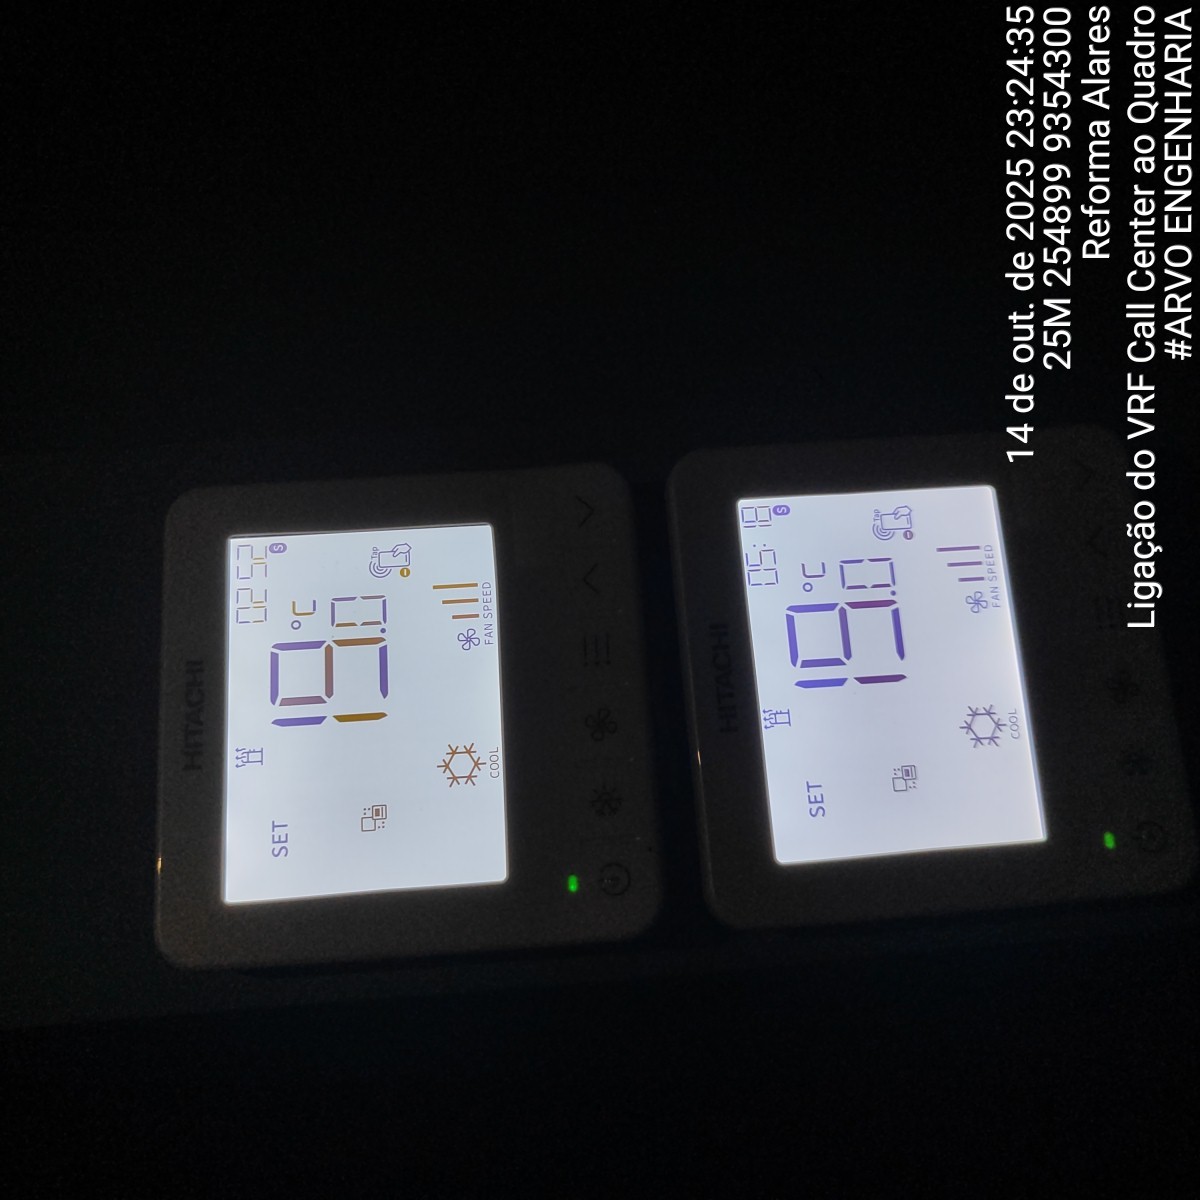 HITACHI
02 52
SET
19.0 °C
Tap
COOL
FAN SPEED
HITACHI
05:18
SET
19.0 °C
Tap
COOL
FAN SPEED
14 de out. de 2025 23:24:35
25M 254899 9354300
Reforma Alares
Ligação do VRF Call Center ao Quadro
#ARVO ENGENHARIA